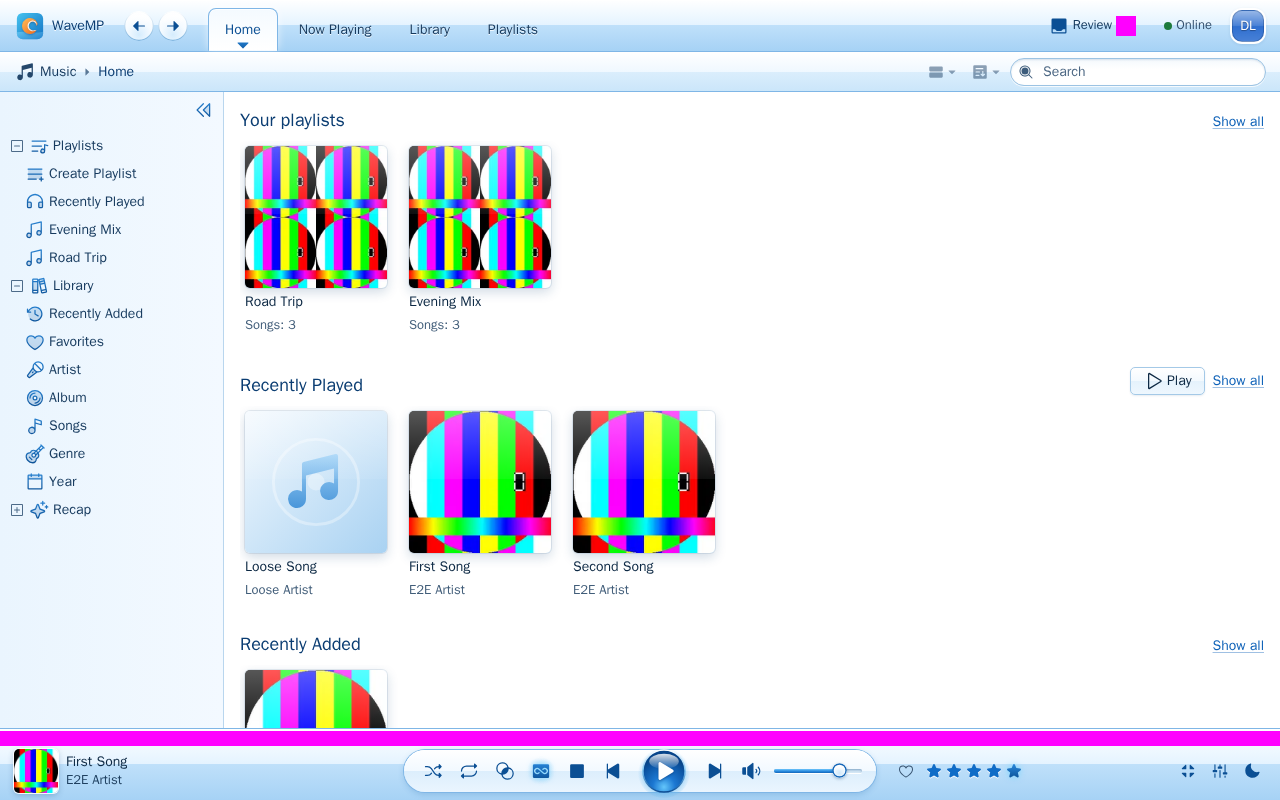 WaveMP
Home
Now Playing
Library
Playlists
Review
Online
DL
Music
Home
Search
Playlists
Create Playlist
Recently Played
Evening Mix
Road Trip
Library
Recently Added
Favorites
Artist
Album
Songs
Genre
Year
Recap
Your playlists
Show all
Road Trip
Songs: 3
Evening Mix
Songs: 3
Recently Played
Play
Show all
Loose Song
Loose Artist
First Song
E2E Artist
Second Song
E2E Artist
Recently Added
Show all
First Song
E2E Artist